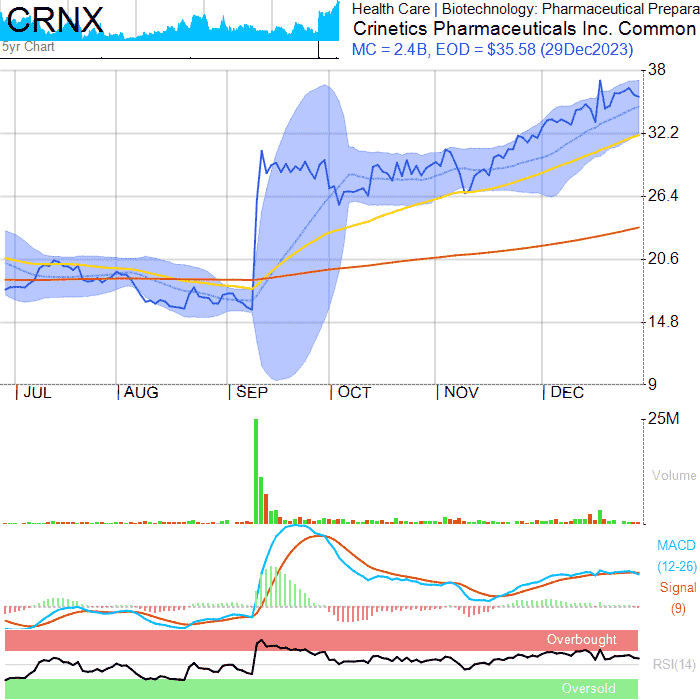 CRNX
5yr Chart
Health Care | Biotechnology: Pharmaceutical Prepara
Crinetics Pharmaceuticals Inc. Common
MC = 2.4B, EOD = $35.58 (29Dec2023)
38
32.2
26.4
20.6
14.8
9
JUL
AUG
SEP
OCT
NOV
DEC
25M
Volume
MACD
(12-26)
Signal
(9)
Overbought
RSI(14)
Oversold